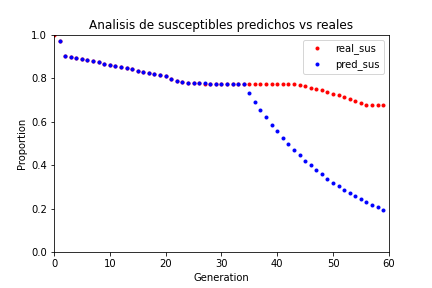 Analisis de susceptibles predichos vs reales
1.0
real_sus
pred_sus
0.8
0.6
Proportion
0.4
0.2
0.0
0 10 20 30 40 50 60
Generation